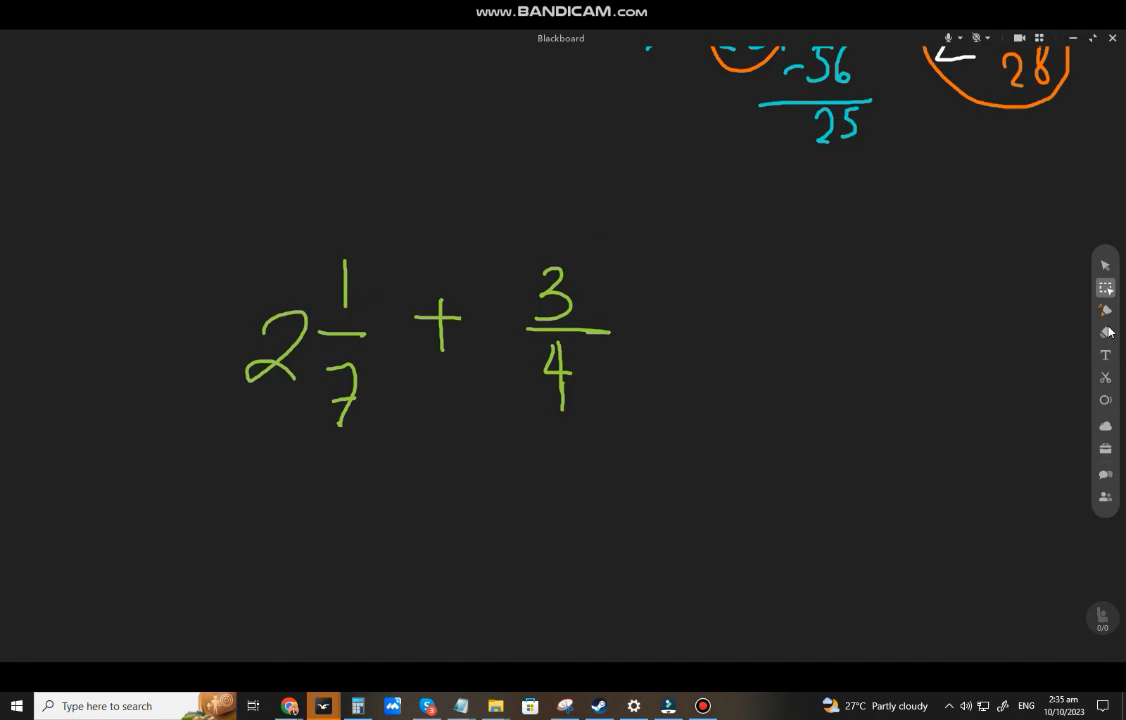 WWW.BANDICAM.COM
Blackboard
-56
28
25
2 1/7 + 3/4
0/0
Type here to search
27°C Partly cloudy
ENG
2:35 am
10/10/2023